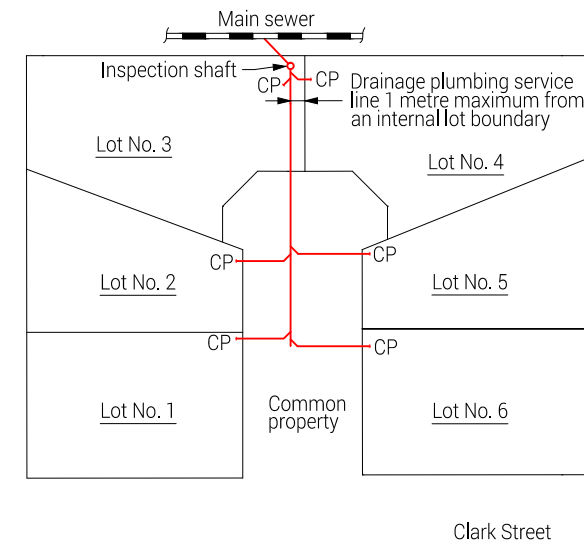 Main sewer
Inspection shaft
CP
CP
Drainage plumbing service
line 1 metre maximum from
an internal lot boundary
Lot No. 3
Lot No. 4
CP
CP
Lot No. 2
Lot No. 5
CP
CP
Lot No. 1
Common
property
Lot No. 6
Clark Street